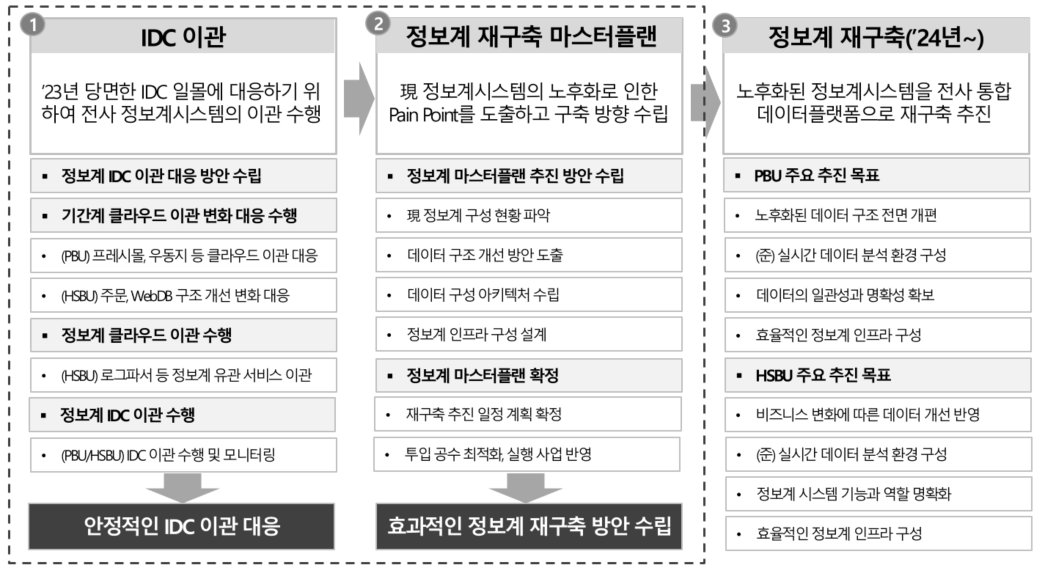 1
IDC 이관
'23년 당면한 IDC 일몰에 대응하기 위
하여 전사 정보계시스템의 이관 수행
▪ 정보계 IDC 이관 대응 방안 수립
▪ 기간계 클라우드 이관 변화 대응 수행
• (PBU) 프레시몰, 우동지 등 클라우드 이관 대응
• (HSBU) 주문, WebDB 구조 개선 변화 대응
▪ 정보계 클라우드 이관 수행
• (HSBU) 로그파서 등 정보계 유관 서비스 이관
▪ 정보계 IDC 이관 수행
• (PBU/HSBU) IDC 이관 수행 및 모니터링
안정적인 IDC 이관 대응
2
정보계 재구축 마스터플랜
現 정보계시스템의 노후화로 인한
Pain Point를 도출하고 구축 방향 수립
▪ 정보계 마스터플랜 추진 방안 수립
• 現 정보계 구성 현황 파악
• 데이터 구조 개선 방안 도출
• 데이터 구성 아키텍처 수립
• 정보계 인프라 구성 설계
▪ 정보계 마스터플랜 확정
• 재구축 추진 일정 계획 확정
• 투입 공수 최적화, 실행 사업 반영
효과적인 정보계 재구축 방안 수립
3
정보계 재구축('24년~)
노후화된 정보계시스템을 전사 통합
데이터플랫폼으로 재구축 추진
▪ PBU 주요 추진 목표
• 노후화된 데이터 구조 전면 개편
• (준) 실시간 데이터 분석 환경 구성
• 데이터의 일관성과 명확성 확보
• 효율적인 정보계 인프라 구성
▪ HSBU 주요 추진 목표
• 비즈니스 변화에 따른 데이터 개선 반영
• (준) 실시간 데이터 분석 환경 구성
• 정보계 시스템 기능과 역할 명확화
• 효율적인 정보계 인프라 구성